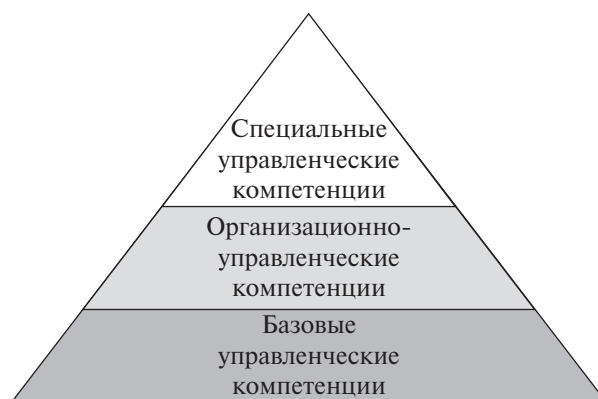 Специальные
управленческие
компетенции
Организационно-
управленческие
компетенции
Базовые
управленческие
компетенции